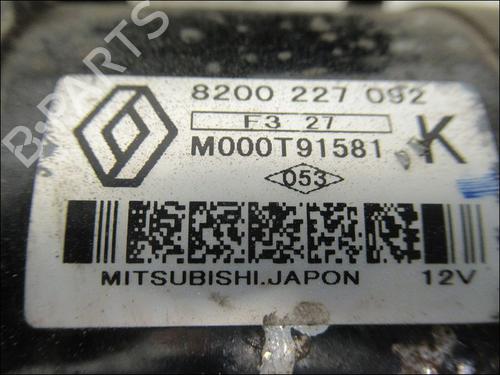 B-PARTS
8200 227 092
F3 27
M000T91581 K
053
MITSUBISHI.JAPON 12V